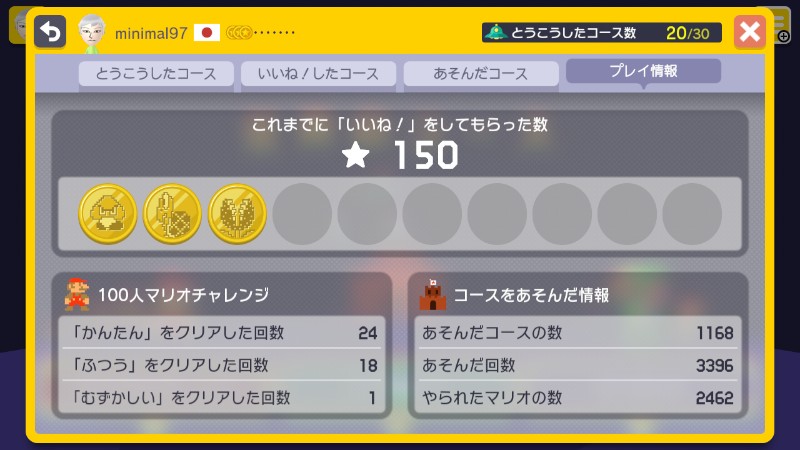 minimal97
とうこうしたコース数 20/30
とうこうしたコース
いいね！したコース
あそんだコース
プレイ情報
これまでに「いいね！」をしてもらった数
★ 150
100人マリオチャレンジ
「かんたん」をクリアした回数 24
「ふつう」をクリアした回数 18
「むずかしい」をクリアした回数 1
コースをあそんだ情報
あそんだコースの数 1168
あそんだ回数 3396
やられたマリオの数 2462